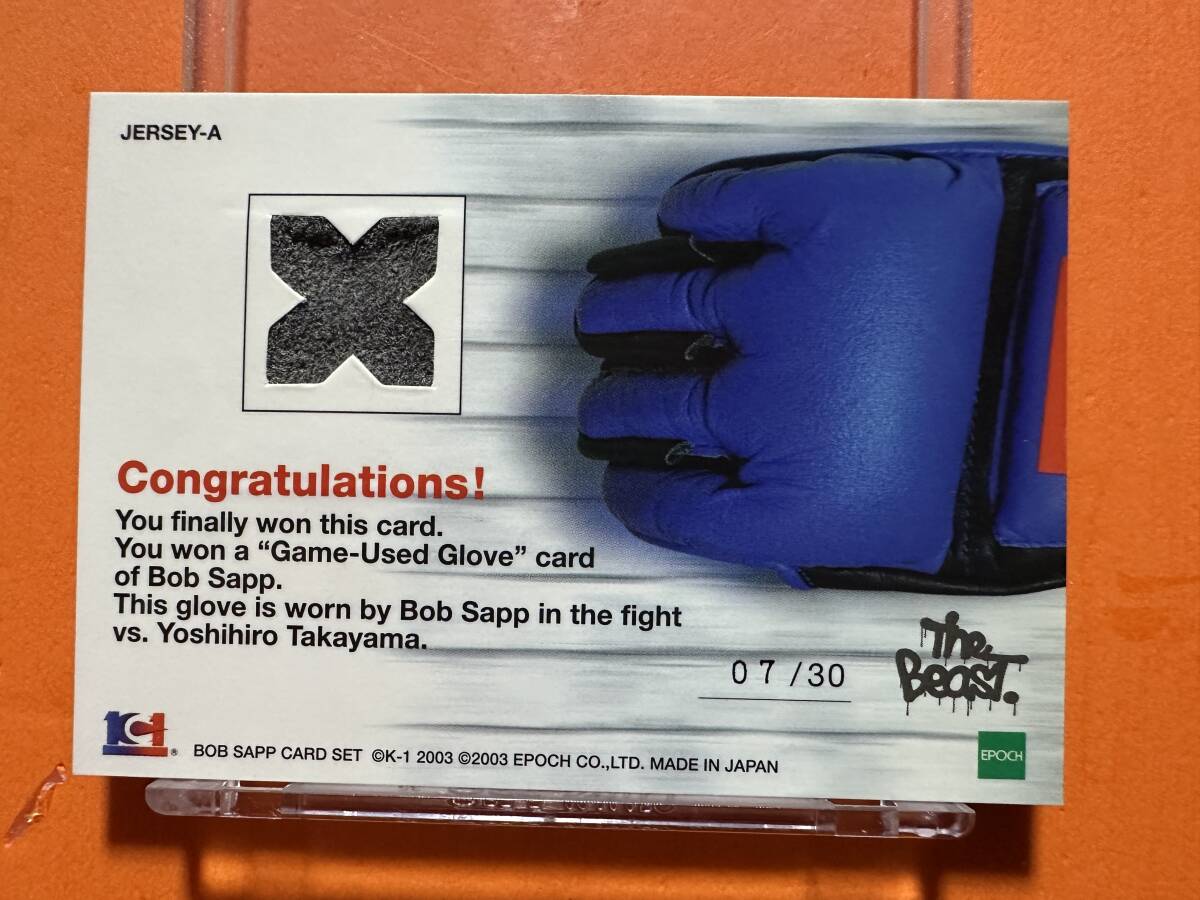 JERSEY-A
Congratulations!
You finally won this card.
You won a “Game-Used Glove” card
of Bob Sapp.
This glove is worn by Bob Sapp in the fight
vs. Yoshihiro Takayama.
07/30
The
Beast.
K-1®
BOB SAPP CARD SET ©K-1 2003 ©2003 EPOCH CO.,LTD. MADE IN JAPAN
EPOCH